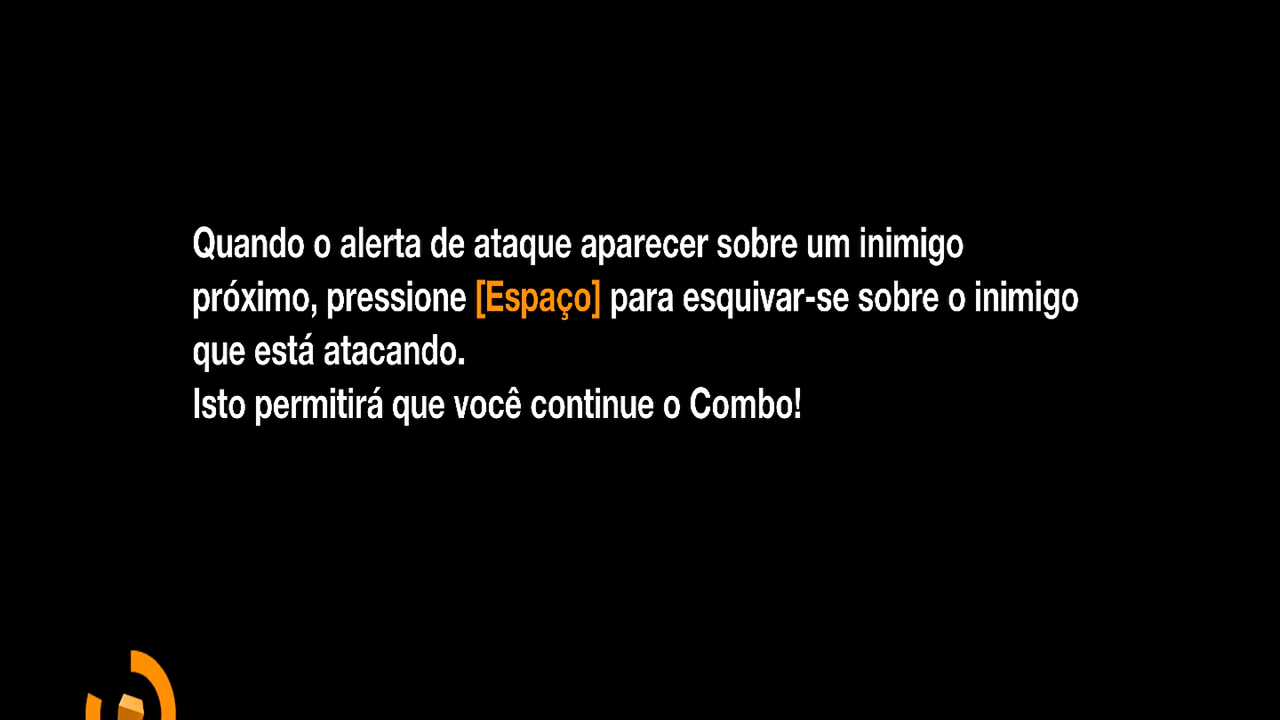 Quando o alerta de ataque aparecer sobre um inimigo
próximo, pressione [Espaço] para esquivar-se sobre o inimigo
que está atacando.
Isto permitirá que você continue o Combo!